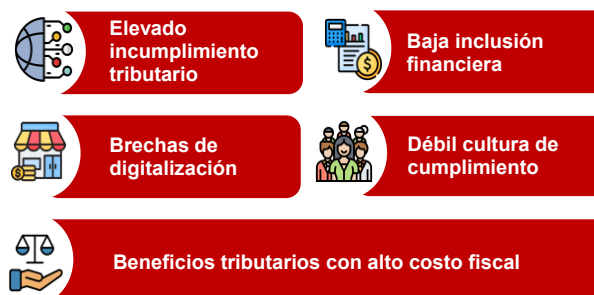 Elevado
incumplimiento
tributario
Baja inclusión
financiera
Brechas de
digitalización
Débil cultura de
cumplimiento
Beneficios tributarios con alto costo fiscal